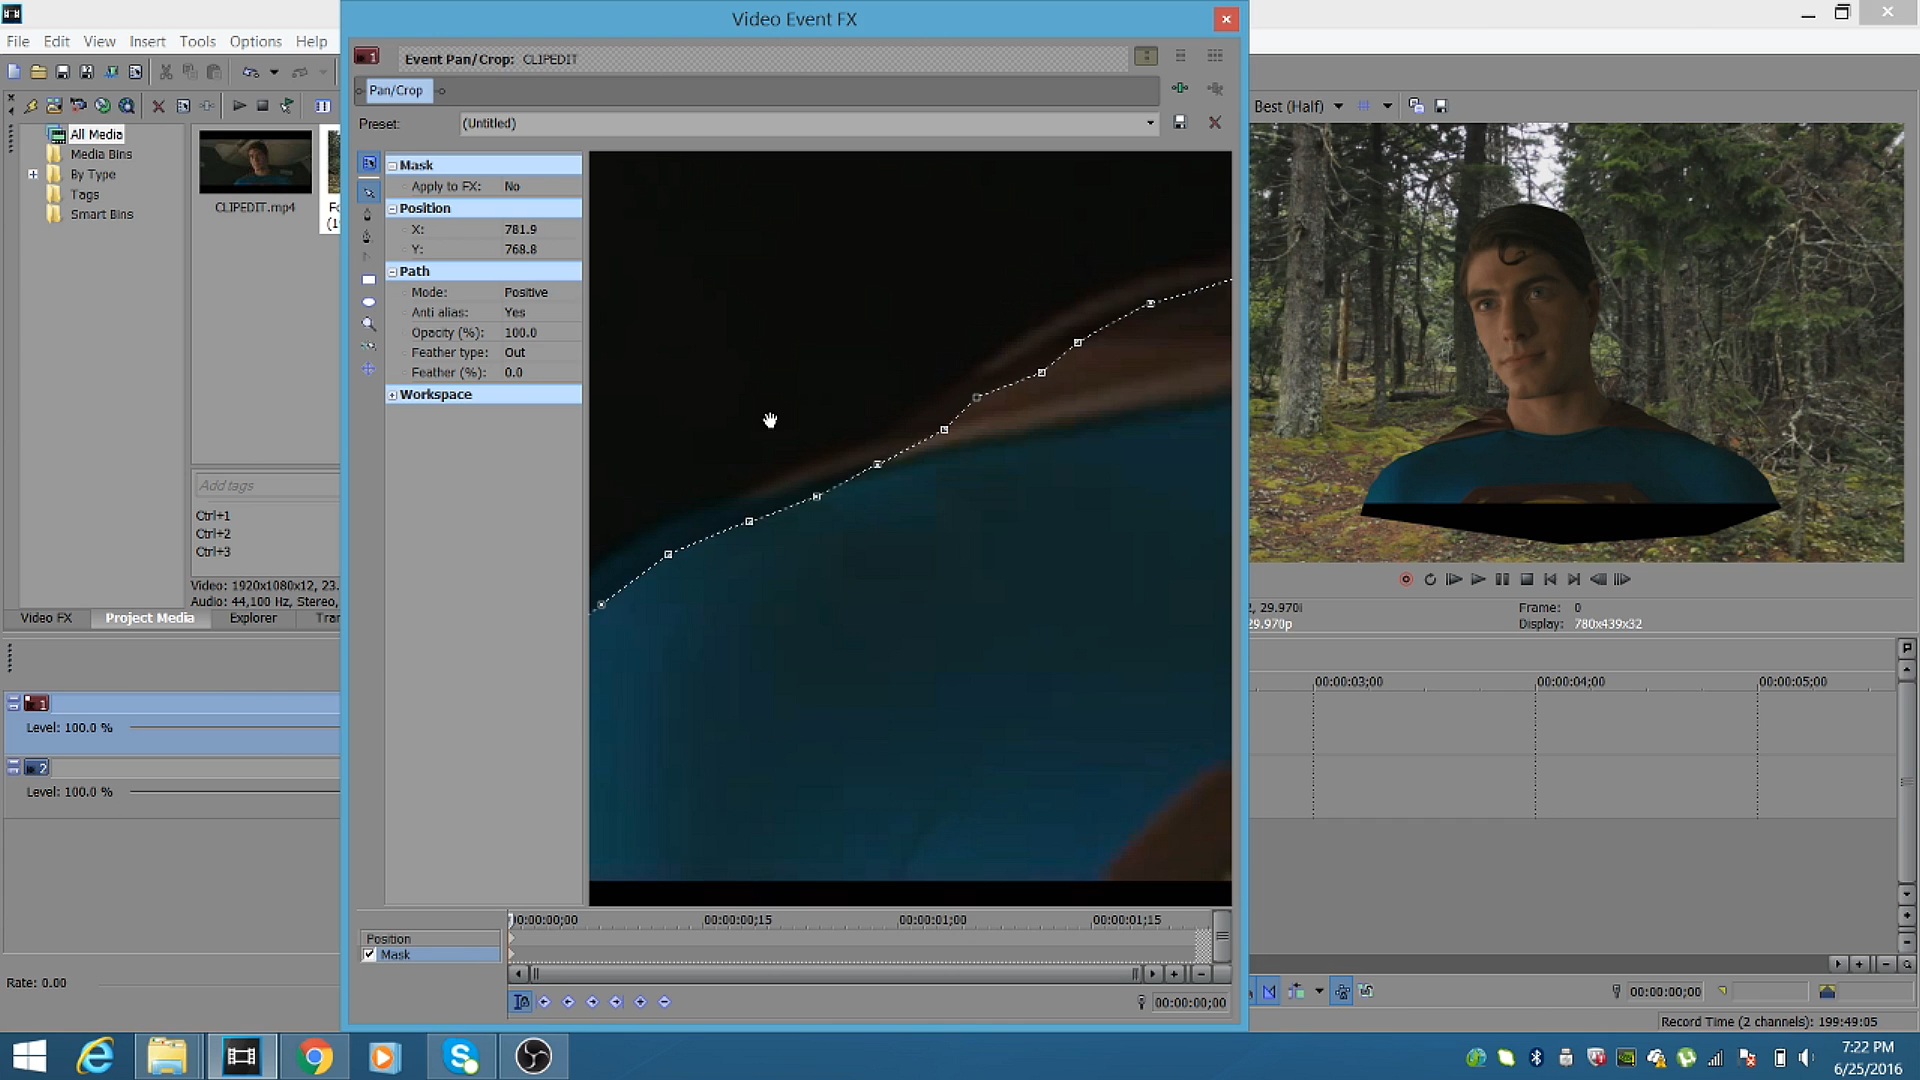 Video Event FX
File Edit View Insert Tools Options Help
Event Pan/Crop: CLIPEDIT
Pan/Crop
Preset: (Untitled)
Best (Half)
All Media
Media Bins
By Type
Tags
Smart Bins
CLIPEDIT.mp4
Mask
Apply to FX: No
Position
X: 781.9
Y: 768.8
Path
Mode: Positive
Anti alias: Yes
Opacity (%): 100.0
Feather type: Out
Feather (%): 0.0
Workspace
Add tags
Ctrl+1
Ctrl+2
Ctrl+3
Video: 1920x1080x12, 23.
Audio: 44,100 Hz, Stereo,
Video FX Project Media Explorer
2, 29.970i
29.970p
Frame: 0
Display: 780x439x32
1
Level: 100.0 %
2
Level: 100.0 %
00:00:03;00 00:00:04;00 00:00:05;00
00:00:00;00 00:00:00;15 00:00:01;00 00:00:01;15
Position
Mask
Rate: 0.00
00:00:00;00
00:00:00;00
Record Time (2 channels): 199:49:05
7:22 PM
6/25/2016